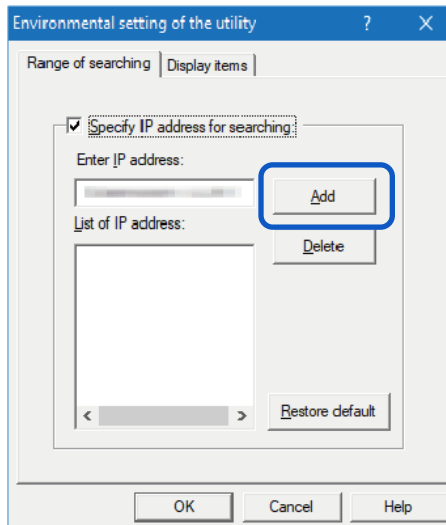 Environmental setting of the utility ? X
Range of searching Display items
Specify IP address for searching:
Enter IP address:
Add
List of IP address:
Delete
< >
Restore default
OK Cancel Help